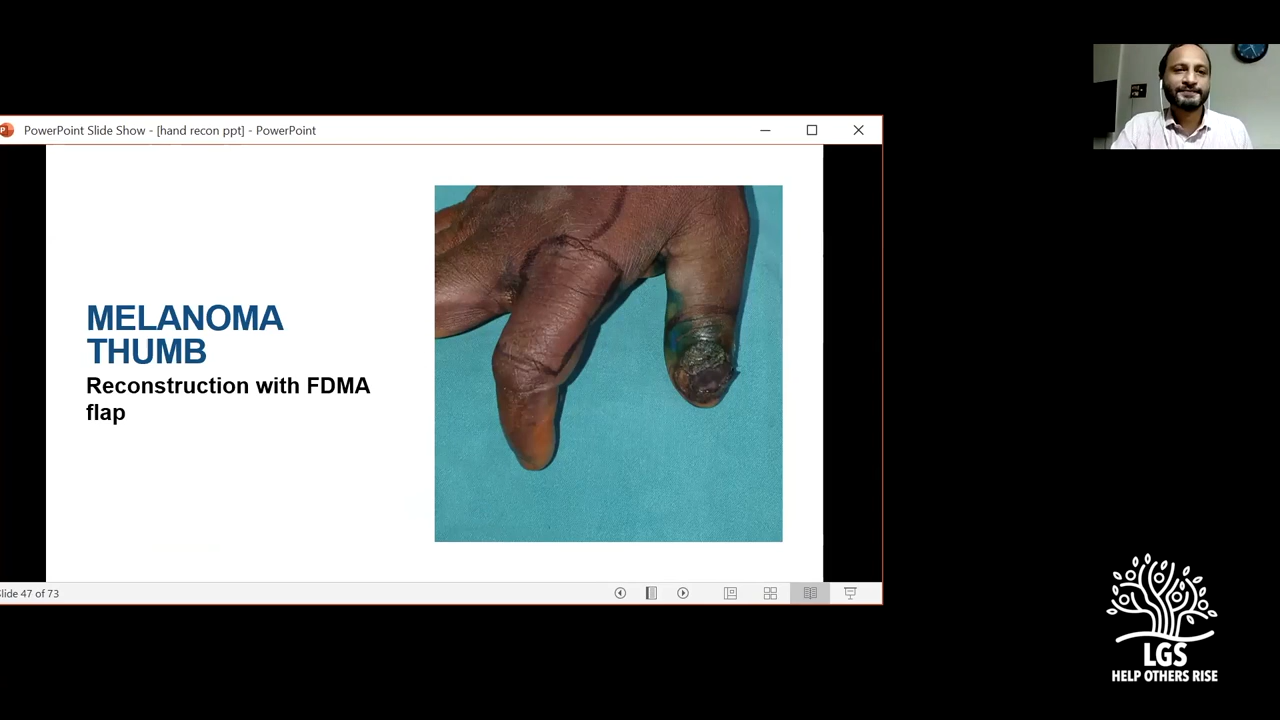 PowerPoint Slide Show - [hand recon ppt] - PowerPoint
MELANOMA
THUMB
Reconstruction with FDMA
flap
Slide 47 of 73
LGS
HELP OTHERS RISE